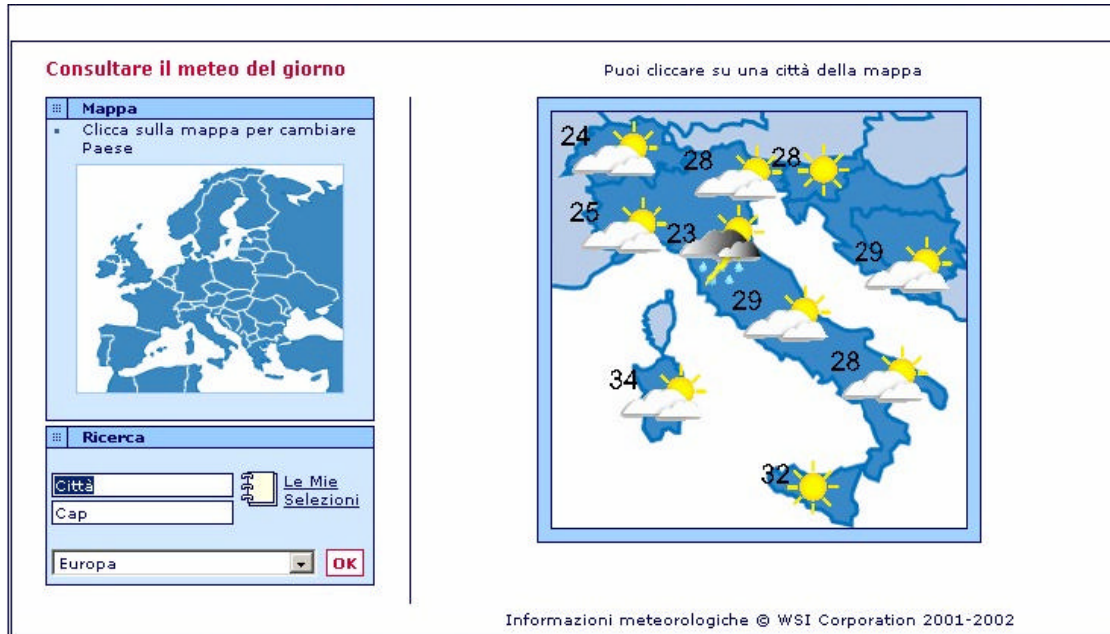 Consultare il meteo del giorno
Mappa
Clicca sulla mappa per cambiare
Paese
Ricerca
Città
Cap
Le Mie
Selezioni
Europa
OK
Puoi cliccare su una città della mappa
24
28
28
25
23
29
29
28
34
32
Informazioni meteorologiche © WSI Corporation 2001-2002